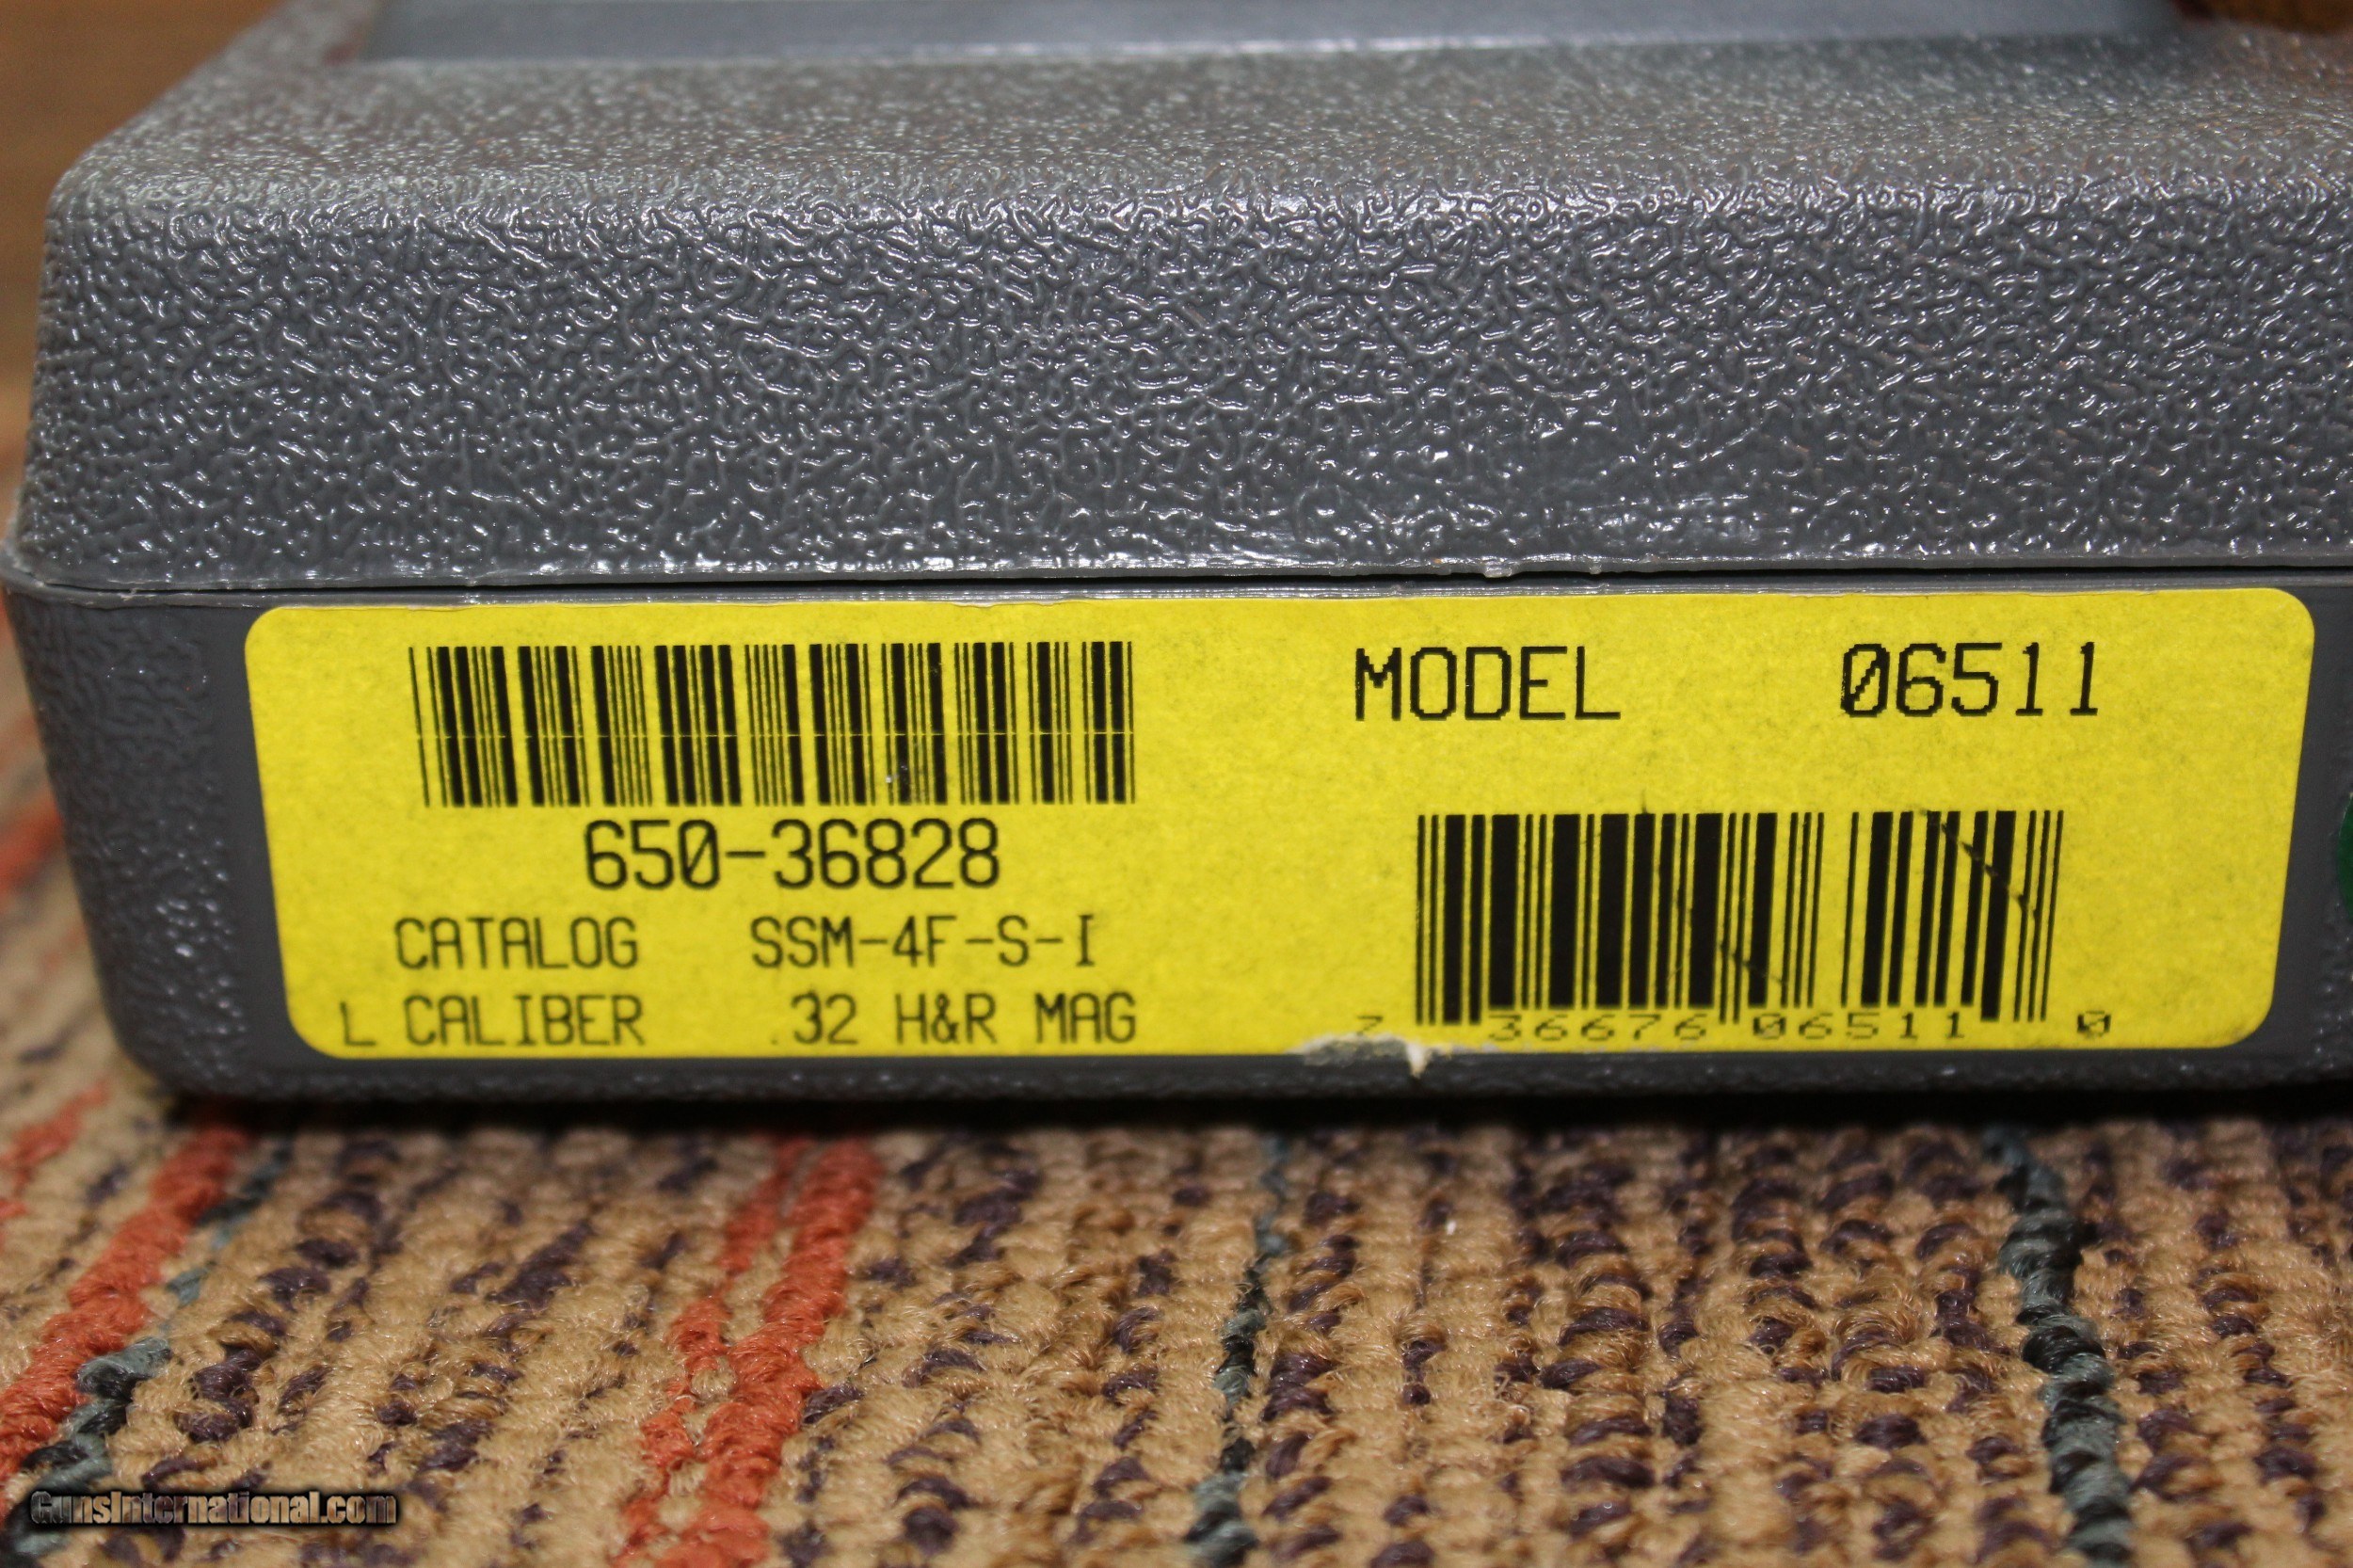 650-36828
CATALOG SSM-4F-S-I
L CALIBER .32 H&R MAG
MODEL 06511
7 36676 06511 0
GunsInternational.com